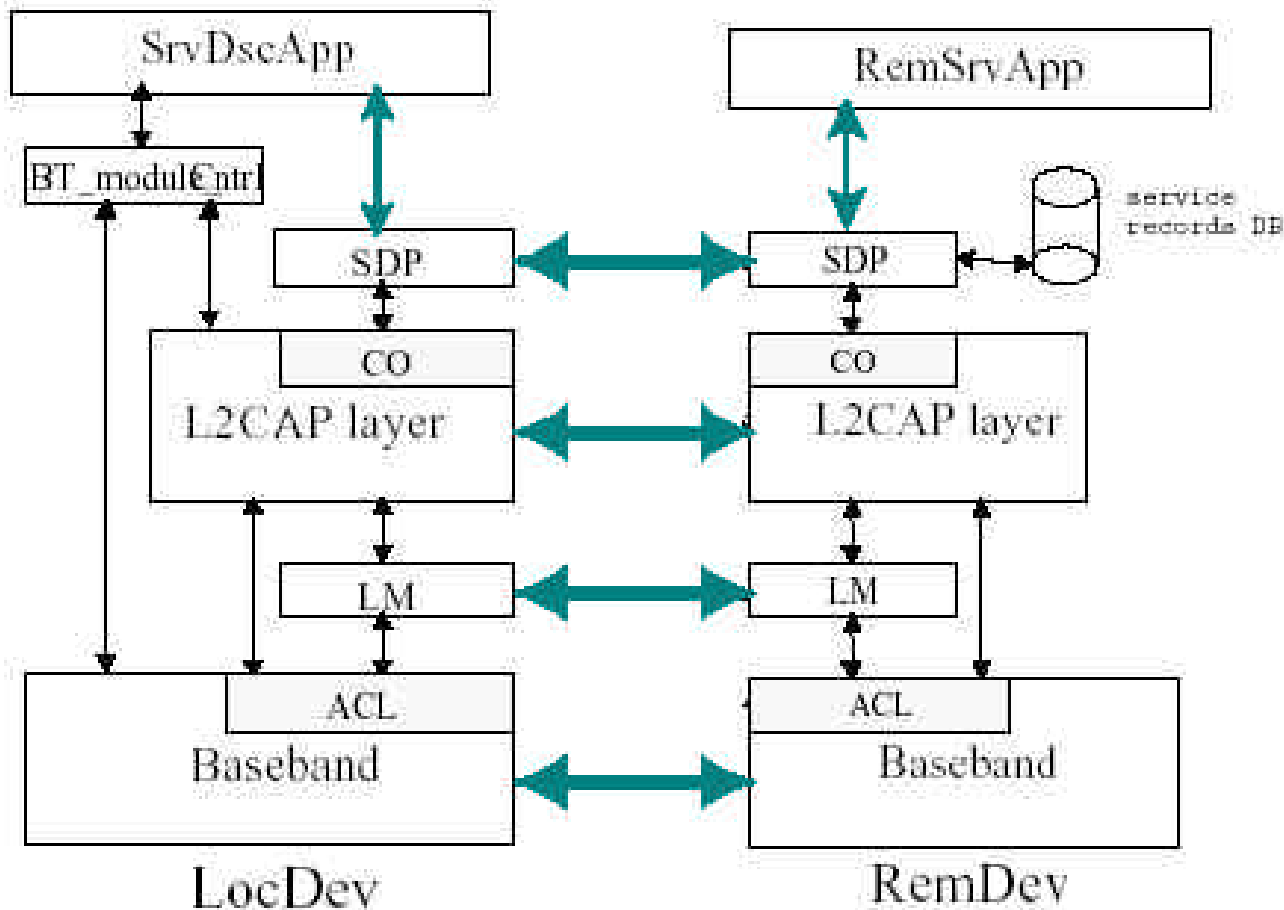 SrvDscApp
RemSrvApp
BT_module_Cntrl
service
records DB
SDP
SDP
CO
CO
L2CAP layer
L2CAP layer
LM
LM
ACL
ACL
Baseband
Baseband
LocDev
RemDev